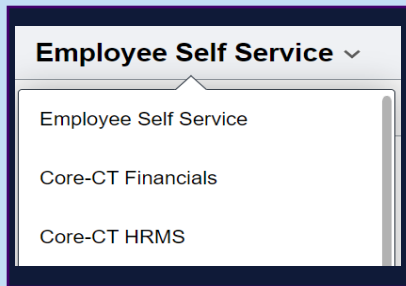 Employee Self Service
Employee Self Service
Core-CT Financials
Core-CT HRMS